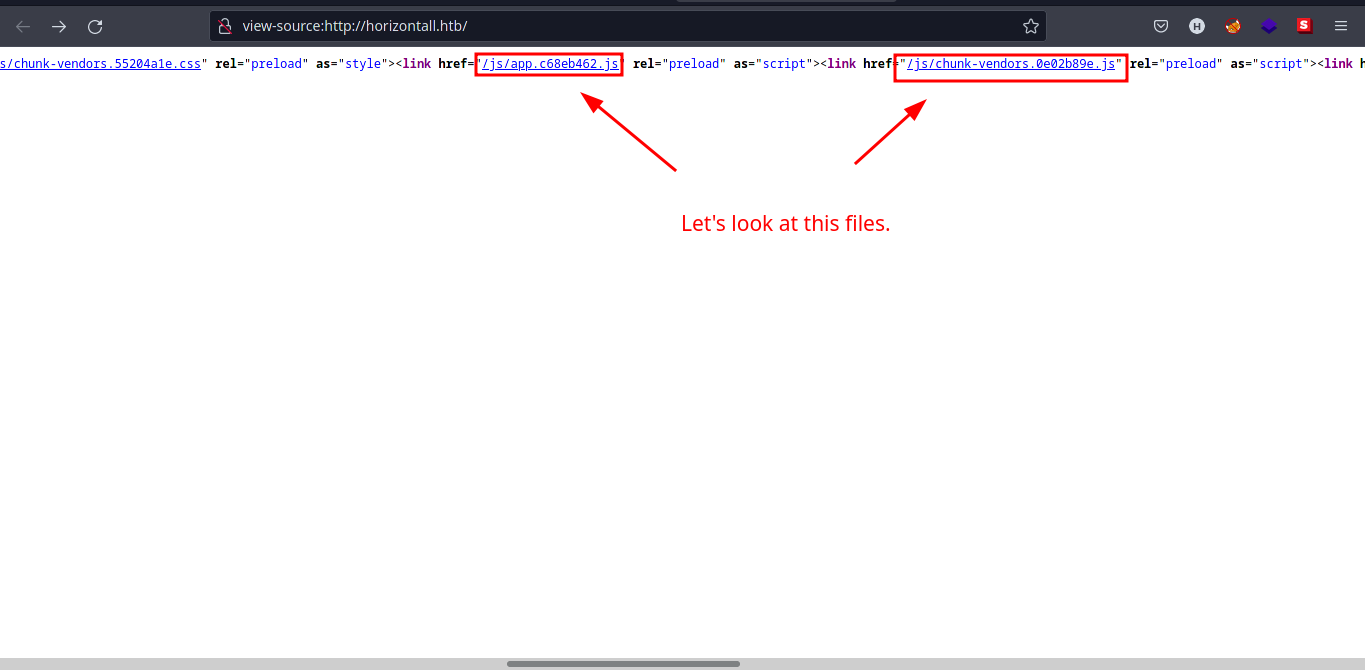 view-source:http://horizontall.htb/
H
S
s/chunk-vendors.55204a1e.css" rel="preload" as="style"><link href="/js/app.c68eb462.js" rel="preload" as="script"><link href="/js/chunk-vendors.0e02b89e.js" rel="preload" as="script"><link h
Let's look at this files.